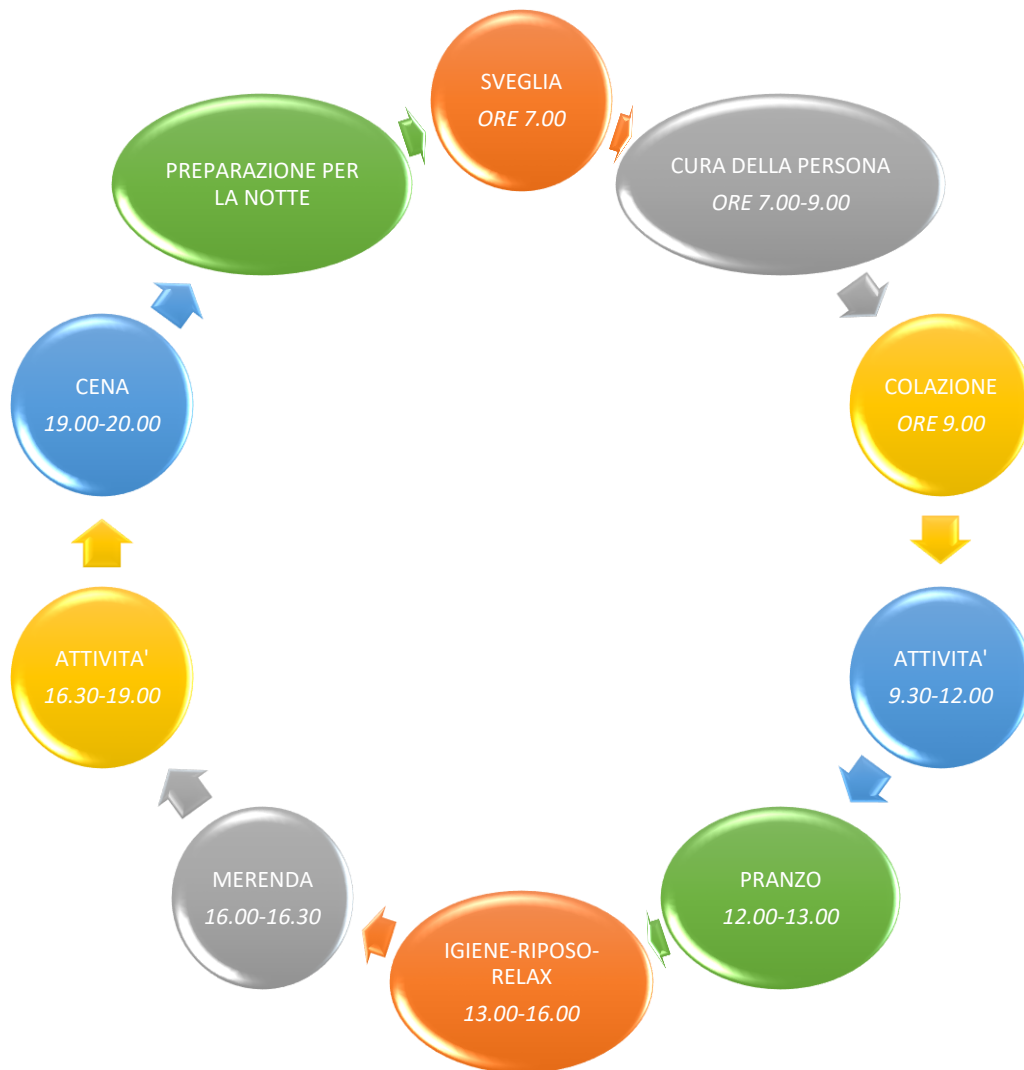 SVEGLIA
ORE 7.00
CURA DELLA PERSONA
ORE 7.00-9.00
COLAZIONE
ORE 9.00
ATTIVITA'
9.30-12.00
PRANZO
12.00-13.00
IGIENE-RIPOSO-
RELAX
13.00-16.00
MERENDA
16.00-16.30
ATTIVITA'
16.30-19.00
CENA
19.00-20.00
PREPARAZIONE PER
LA NOTTE